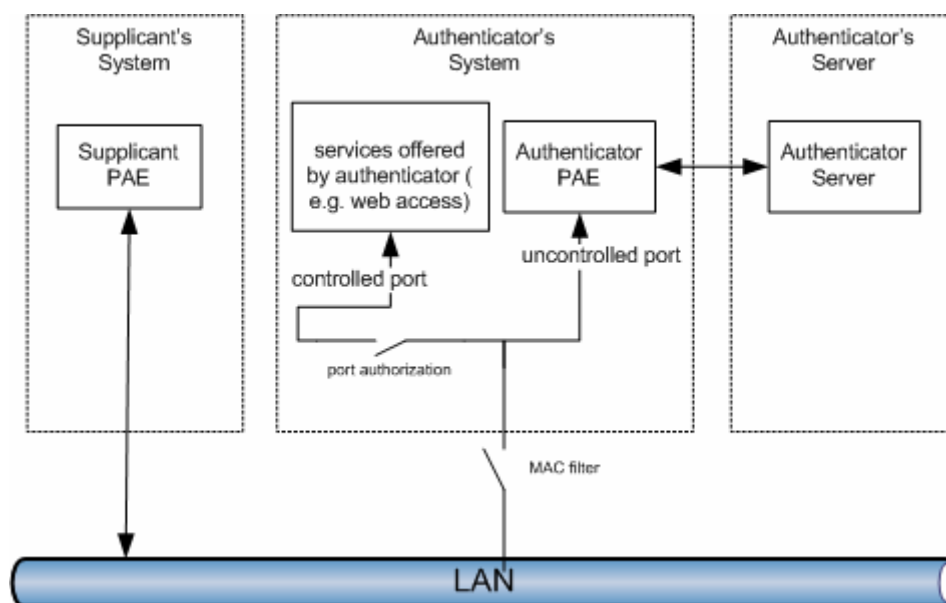 Supplicant's
System
Supplicant
PAE
Authenticator's
System
services offered
by authenticator (
e.g. web access)
Authenticator
PAE
controlled port
uncontrolled port
port authorization
MAC filter
Authenticator's
Server
Authenticator
Server
LAN